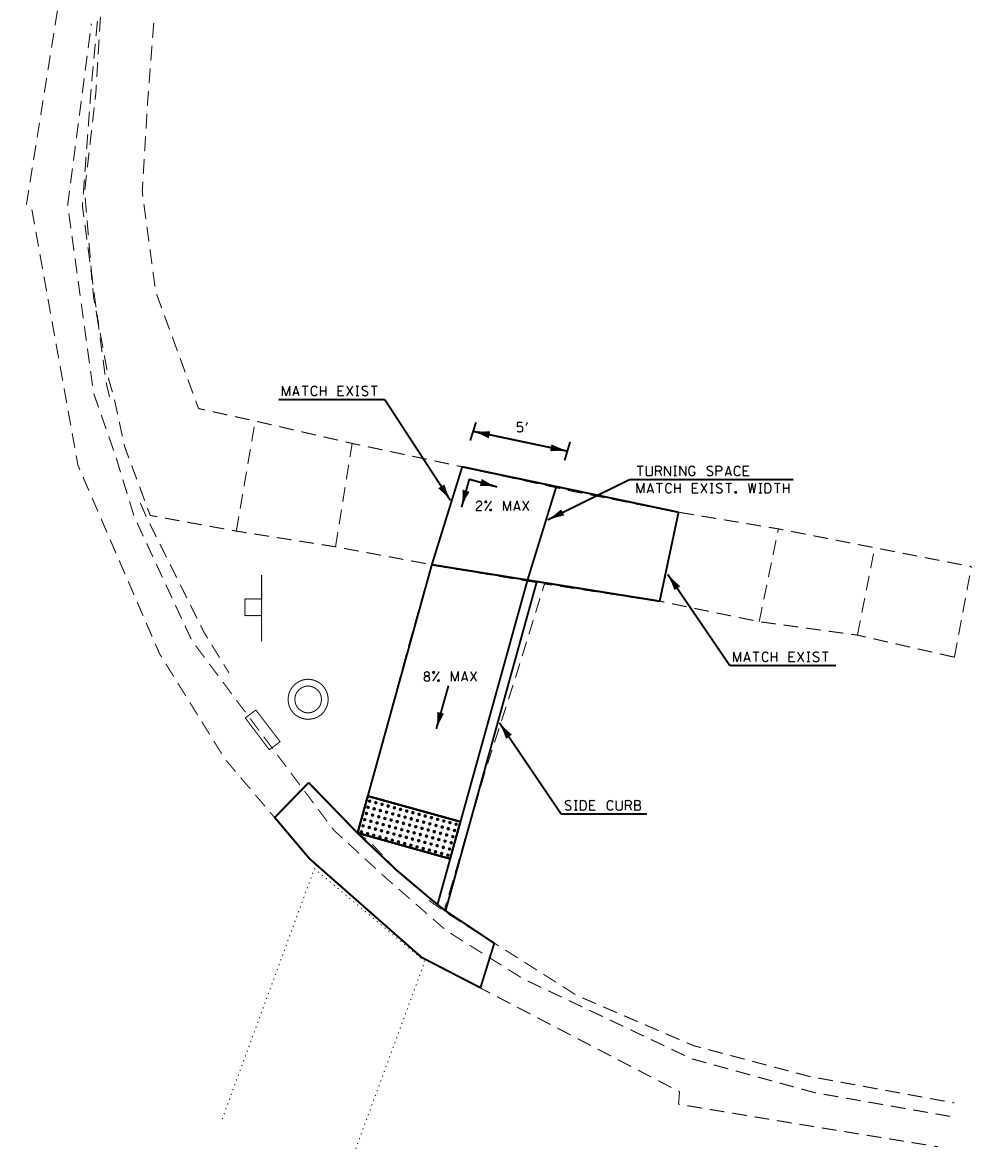 MATCH EXIST
5'
TURNING SPACE
MATCH EXIST. WIDTH
2% MAX
MATCH EXIST
8% MAX
SIDE CURB